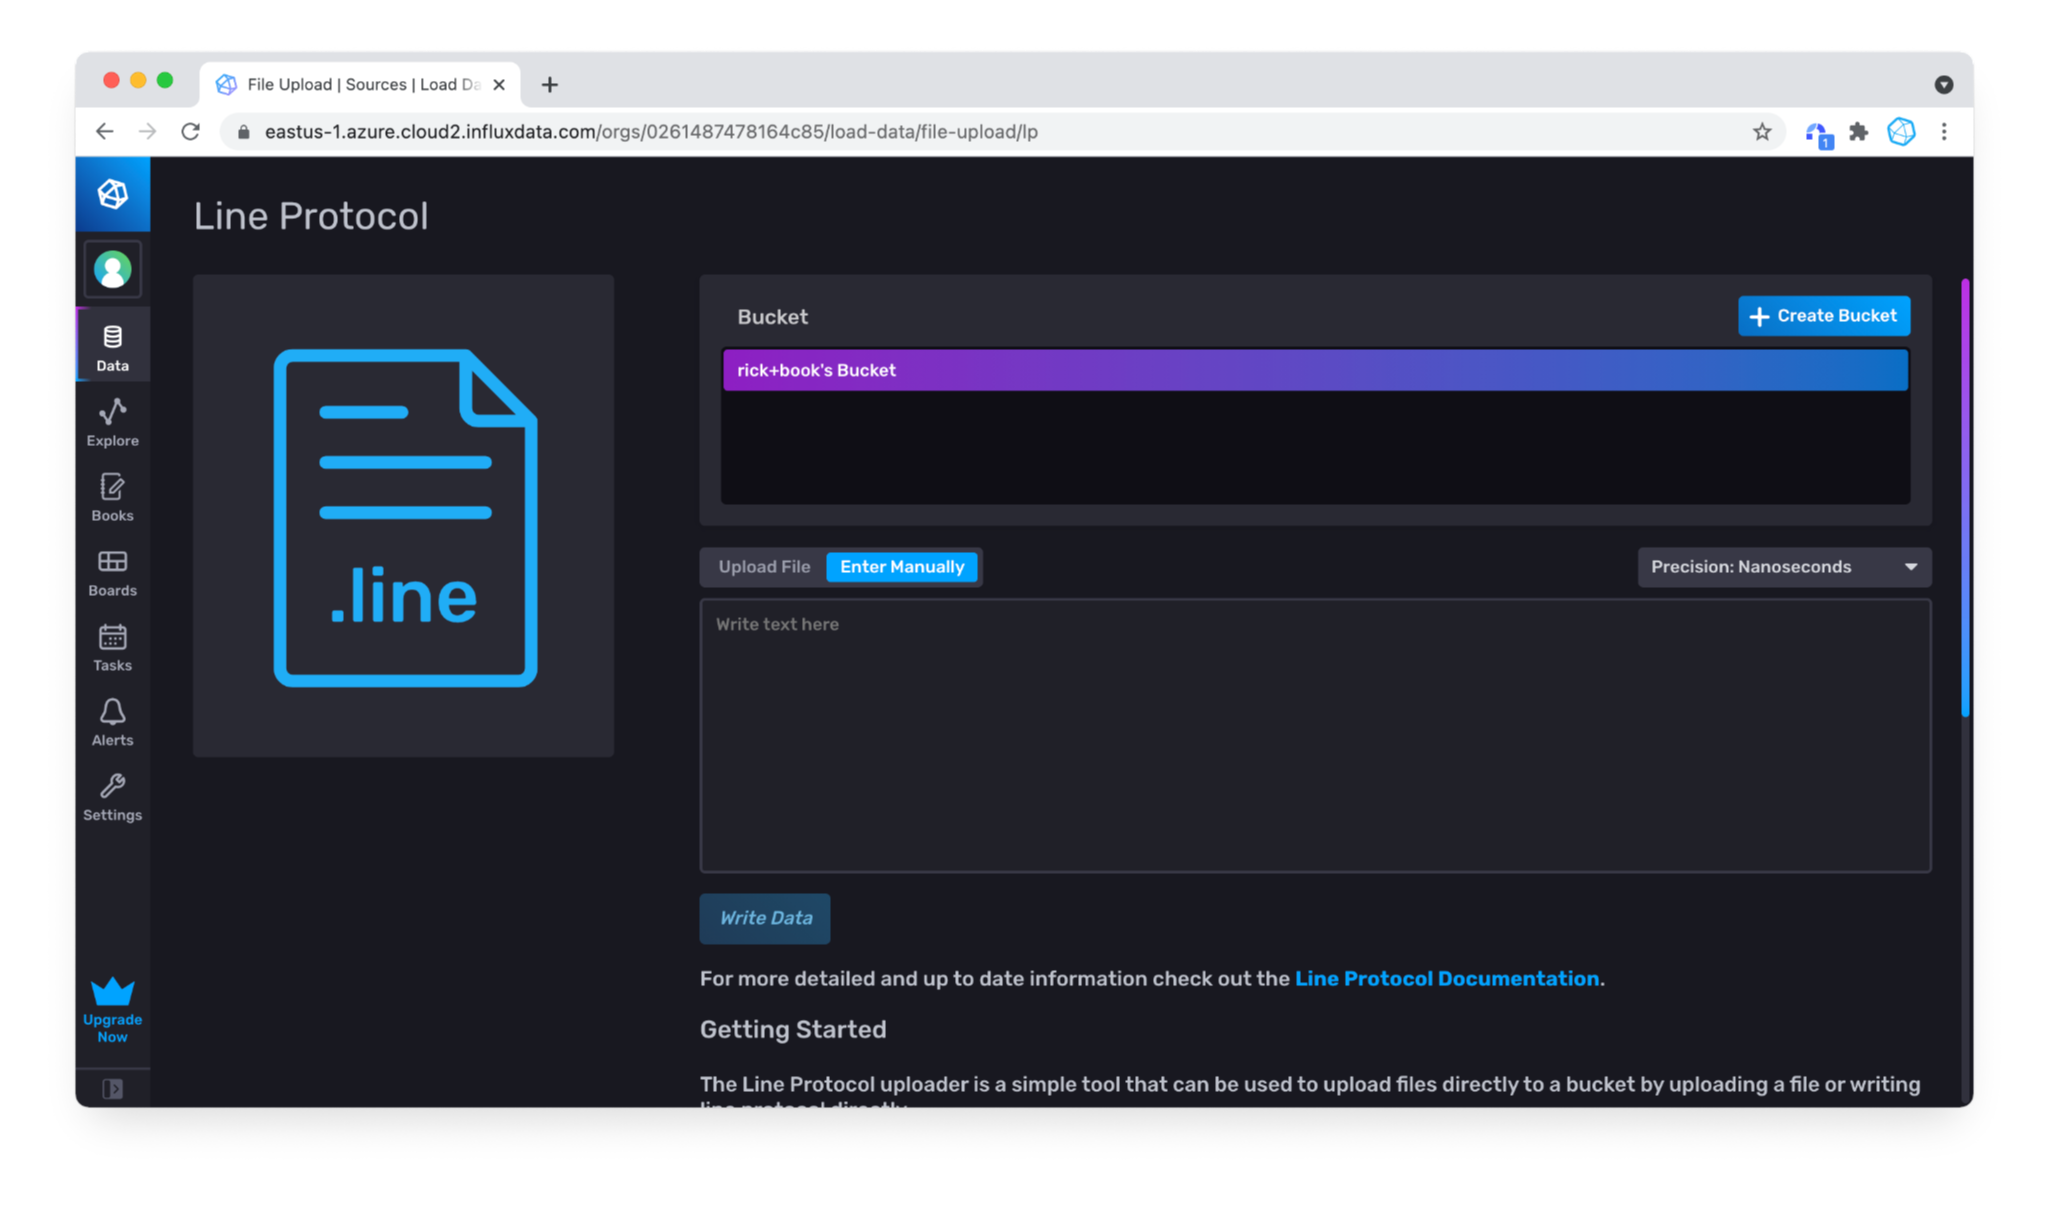 File Upload | Sources | Load Da
eastus-1.azure.cloud2.influxdata.com/orgs/0261487478164c85/load-data/file-upload/lp
1
Data
Explore
Books
Boards
Tasks
Alerts
Settings
Upgrade
Now
Line Protocol
.line
Bucket
Create Bucket
rick+book's Bucket
Upload File
Enter Manually
Precision: Nanoseconds
Write text here
Write Data
For more detailed and up to date information check out the Line Protocol Documentation.
Getting Started
The Line Protocol uploader is a simple tool that can be used to upload files directly to a bucket by uploading a file or writing
line protocol directly